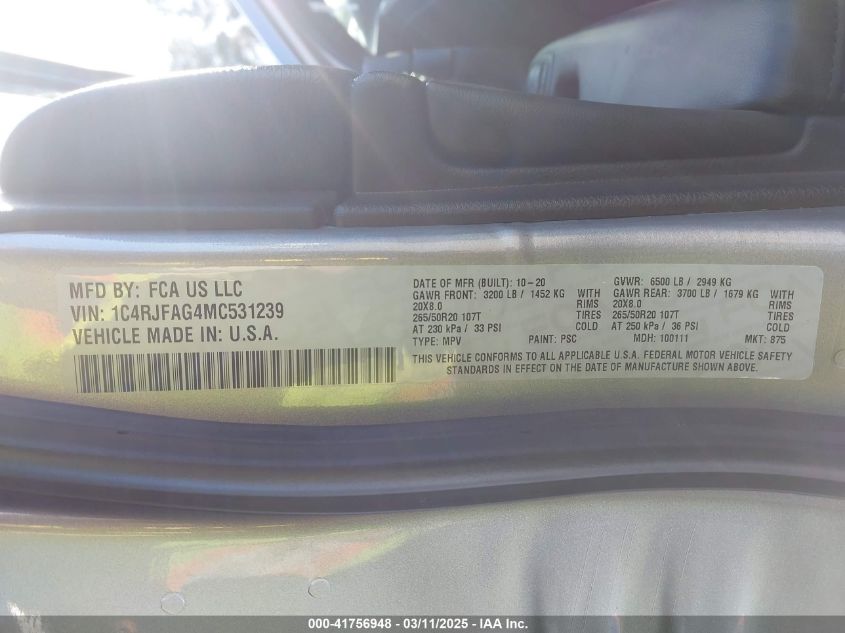 MFD BY: FCA US LLC
VIN: 1C4RJFAG4MC531239
VEHICLE MADE IN U.S.A.
DATE OF MFR (BUILT): 10-20 GVWR: 6500 LB / 2949 KG
GAWR FRONT: 3200 LB / 1452 KG WITH GAWR REAR: 3700 LB / 1679 KG WITH
20X8.0 RIMS 20X8.0 RIMS
265/50R20 107T TIRES 265/50R20 107T TIRES
AT 230 kPa / 33 PSI COLD AT 250 kPa / 36 PSI COLD
TYPE: MPV PAINT: PSC MDH: 100111 MKT: 875
THIS VEHICLE CONFORMS TO ALL APPLICABLE U.S.A. FEDERAL MOTOR VEHICLE SAFETY
STANDARDS IN EFFECT ON THE DATE OF MANUFACTURE SHOWN ABOVE.
000-41756948 - 03/11/2025 - IAA Inc.